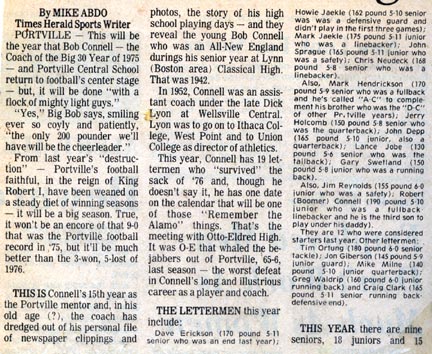 By MIKE ABDO
Times Herald Sports Writer
PORTVILLE — This will be
the year that Bob Connell — the
Coach of the Big 30 Year of 1975
— and Portville Central School
return to football's center stage
— but, it will be done "with a
flock of mighty light guys."
"Yes," Big Bob says, smiling
ever so coyly and patiently,
"the only 200 pounder we'll
have will be the cheerleader."
From last year's "destruc-
tion" — Portville's football
faithful, in the reign of King
Robert I, have been weaned on
a steady diet of winning seasons
— it will be a big season. True,
it won't be an encore of that 9-0
that was the Portville football
record in '75, but it'll be much
better than the 3-won, 5-lost of
1976.
THIS IS Connell's 15th year as
the Portville mentor and, in his
old age (?), the coach has
dredged out of his personal file
of newspaper clippings and
photos, the story of his high
school playing days — and they
reveal the young Bob Connell
who was an All-New England
durings his senior year at Lynn
(Boston area) Classical High.
That was 1942.
In 1952, Connell was an assis-
tant coach under the late Dick
Lyon at Wellsville Central.
Lyon was to go on to Ithaca Col-
lege, West Point and to Union
College as director of athletics.
This year, Connell has 19 let-
termen who "survived" the
sack of '76 and, though he
doesn't say it, he has one date
on the calendar that will be one
of those "Remember the
Alamo" meetings. That's the
meeting with Otto-Eldred High.
It was O-E that whaled the be-
jabbers out of Portville, 65-6,
last season — the worst defeat
in Connell's long and illustrious
career as a player and coach.
THE LETTERMEN this year
include:
Dave Erickson (170 pound 5-11
senior who was an end last year);
Howie Jaekle (162 pound 5-10 senior
who was a defensive guard and
didn't play in the first three games);
Mark Jaekle (175 pound 5-11 junior
who was a linebacker); John
Sprague (165 pound 5-11 junior who
was a safety); Chris Neudeck (168
pound 5-8 senior who was a
linebacker).
Also, Mark Hendrickson (170
pound 5-9 senior who was a fullback
and he's called "A-C" to comple-
ment his brother who was the "D-C"
of other Portville years); Jerry
Holcomb (150 pound 5-8 senior who
was the quarterback); John Depp
(165 pound 5-10 junior, also a
quarterback); Lance Jobe (130
pound 5-6 senior who was the
halfback); Gary Swetland (150
pound 5-8 junior who was a running
back).
Also, Jim Reynolds (155 pound 6-0
junior who was a safety); Robert
(Boomer) Connell (190 pound 5-10
junior who was a fullback-
linebacker and he is the third son to
play under his daddy).
They are 12 who were considered
starters last year. Other lettermen:
Tim Ortung (180 pound 6-0 senior
tackle); Jon Giberson (145 pound 5-9
junior guard); Mike Milne (140
pound 5-10 junior quarterback);
Greg Waldrip (160 pound 6-0 junior
quarterback) and Craig Clark (165
pound 5-11 senior running back-
defensive end).
THIS YEAR there are nine
seniors, 18 juniors and 15